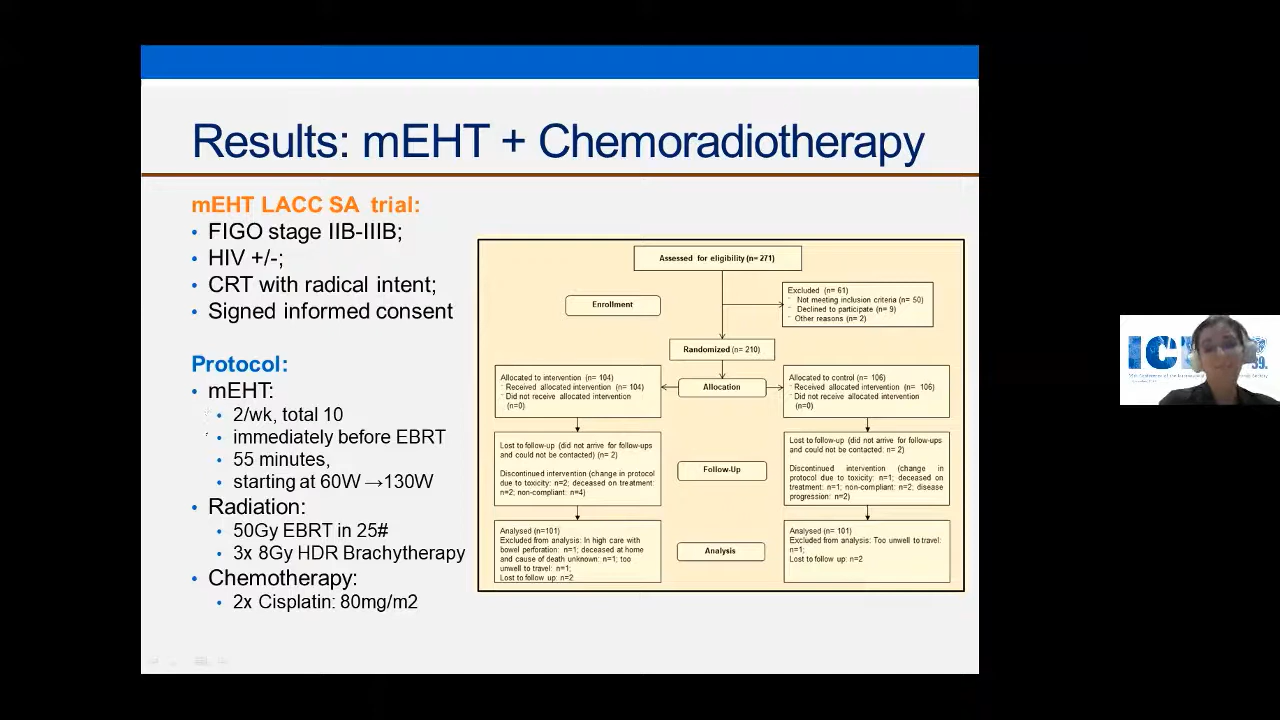 Results: mEHT + Chemoradiotherapy
mEHT LACC SA trial:
• FIGO stage IIB-IIIB;
• HIV +/-;
• CRT with radical intent;
• Signed informed consent
Protocol:
• mEHT:
• 2/wk, total 10
• immediately before EBRT
• 55 minutes,
• starting at 60W →130W
• Radiation:
• 50Gy EBRT in 25#
• 3x 8Gy HDR Brachytherapy
• Chemotherapy:
• 2x Cisplatin: 80mg/m2
Assessed for eligibility (n= 271)
Enrollment
Excluded (n= 61)
- Not meeting inclusion criteria (n= 50)
- Declined to participate (n= 9)
- Other reasons (n= 2)
Randomized (n= 210)
Allocated to intervention (n= 104)
- Received allocated intervention (n= 104)
- Did not receive allocated intervention
(n=0)
Allocation
Allocated to control (n= 106)
- Received allocated intervention (n= 106)
- Did not receive allocated intervention
(n=0)
Lost to follow-up (did not arrive for follow-ups
and could not be contacted) (n= 2)
Discontinued intervention (change in protocol
due to toxicity: n=2; deceased on treatment:
n=2; non-compliant: n=4)
Follow-Up
Lost to follow-up (did not arrive for follow-ups
and could not be contacted: n= 2)
Discontinued intervention (change in
protocol due to toxicity: n=1; deceased on
treatment: n=1; non-compliant: n=2; disease
progression: n=2)
Analysed (n=101)
Excluded from analysis: In high care with
bowel perforation: n=1; deceased at home
and cause of death unknown: n=1; too
unwell to travel: n=1;
Lost to follow up: n=2
Analysis
Analysed (n= 101)
Excluded from analysis: Too unwell to travel:
n=1;
Lost to follow up: n=2